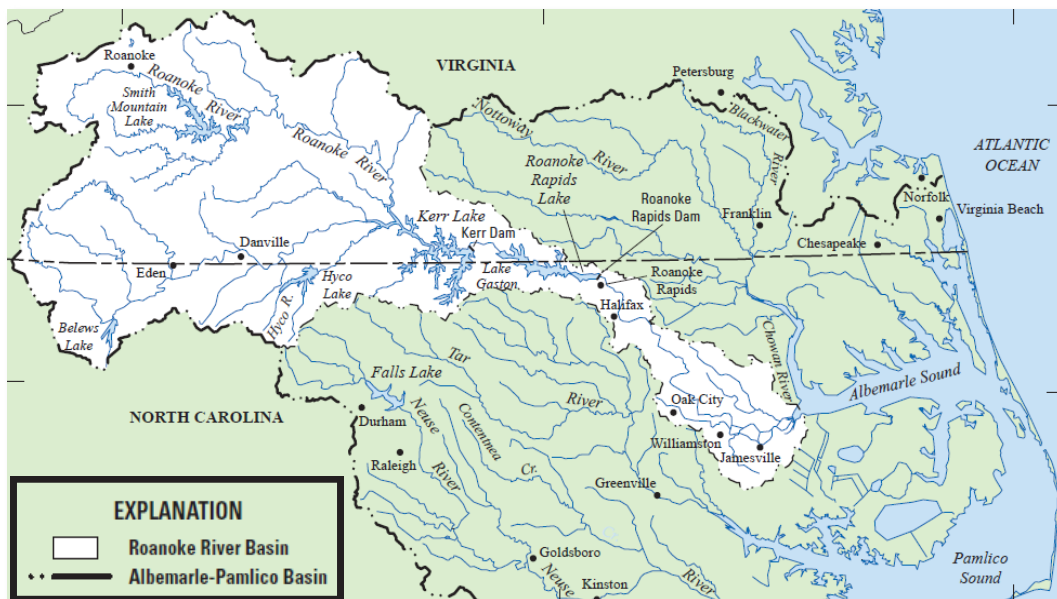 VIRGINIA
Roanoke
Roanoke
River
Smith
Mountain
Lake
Petersburg
Blackwater
River
Nottoway
River
ATLANTIC
OCEAN
Roanoke
River
Roanoke
Rapids
Lake
Roanoke
Rapids Dam
Norfolk
Virginia Beach
Franklin
Chesapeake
Kerr Lake
Kerr Dam
Danville
Eden
Hyco
Lake
Hyco R.
Lake
Gaston
Roanoke
Rapids
Halifax
Belews
Lake
Chowan River
Albemarle Sound
Tar
River
Falls Lake
Oak City
NORTH CAROLINA
Durham
Neuse
River
Contentnea
Cr.
Williamston
Jamesville
Raleigh
Greenville
Goldsboro
Neuse
River
Kinston
Pamlico
Sound
EXPLANATION
Roanoke River Basin
Albemarle-Pamlico Basin